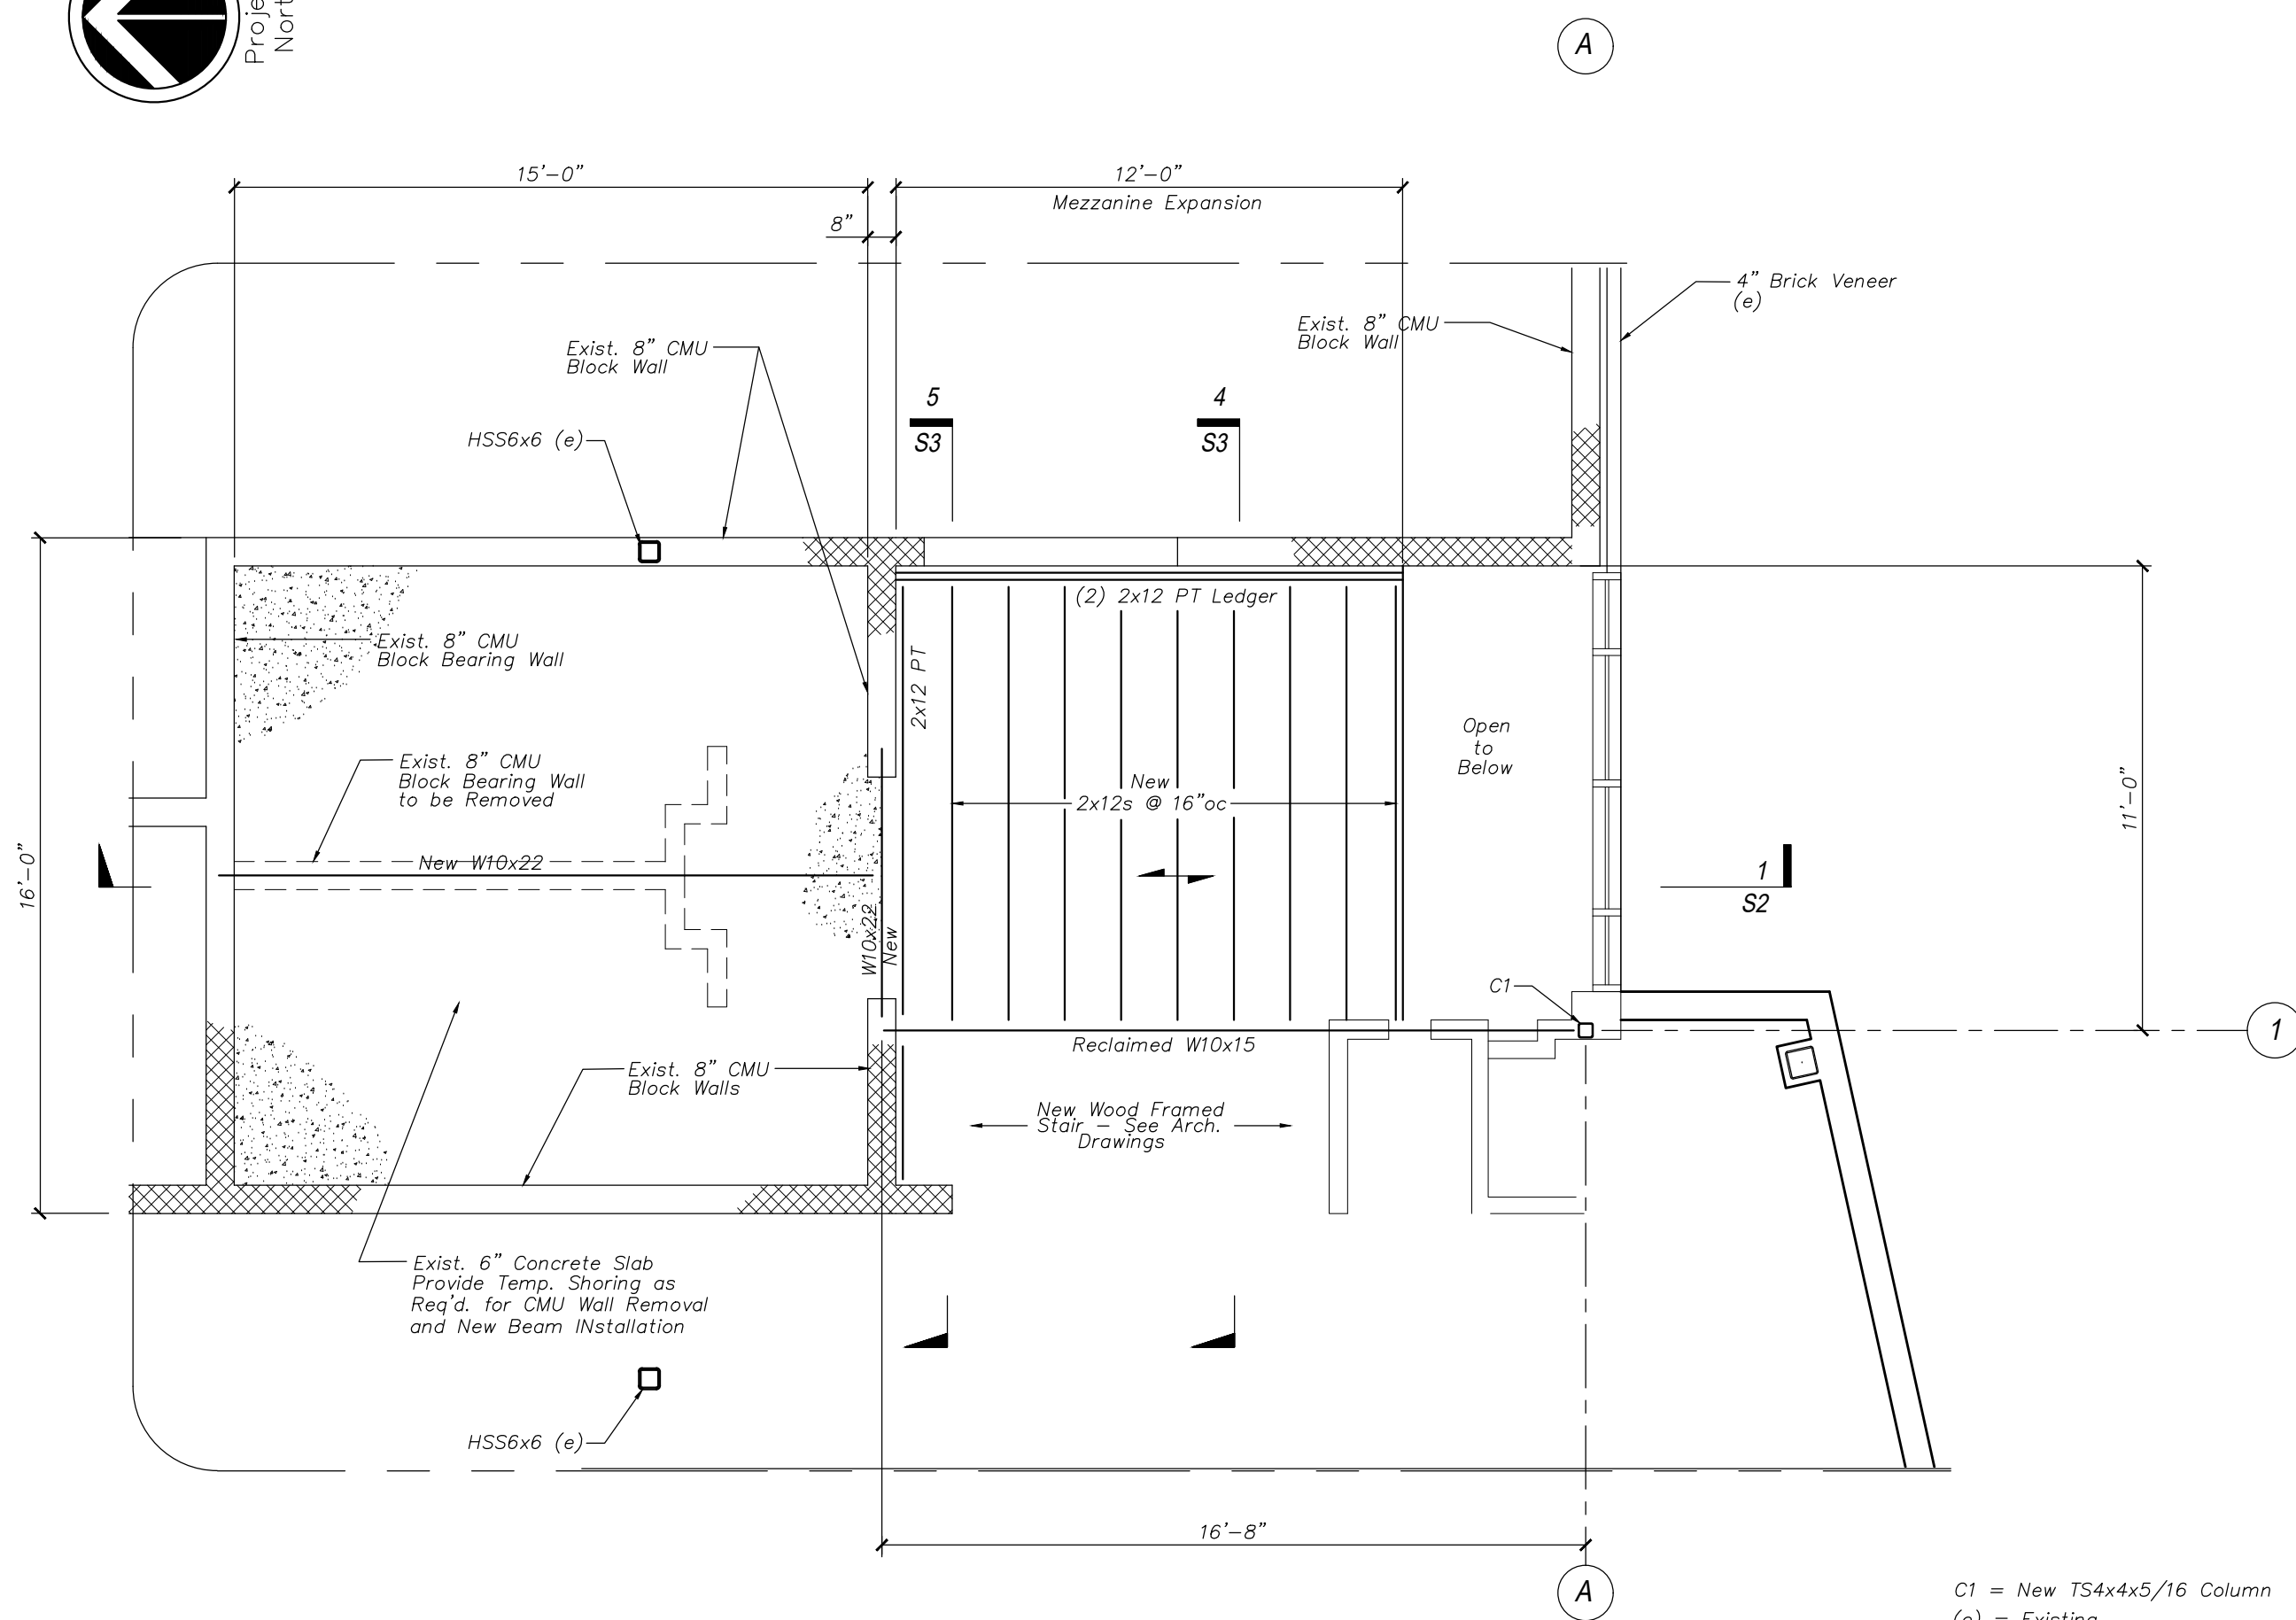 A
15'-0"
12'-0"
Mezzanine Expansion
8"
4" Brick Veneer
(e)
Exist. 8" CMU
Block Wall
Exist. 8" CMU
Block Wall
5
S3
4
S3
HSS6x6 (e)
(2) 2x12 PT Ledger
Exist. 8" CMU
Block Bearing Wall
2x12 PT
Open
to
Below
Exist. 8" CMU
Block Bearing Wall
to be Removed
New
2x12s @ 16"oc
11'-0"
16'-0"
New W10x22
1
S2
W10x22
New
C1
1
Reclaimed W10x15
Exist. 8" CMU
Block Walls
New Wood Framed
Stair – See Arch.
Drawings
Exist. 6" Concrete Slab
Provide Temp. Shoring as
Req'd. for CMU Wall Removal
and New Beam INstallation
HSS6x6 (e)
16'-8"
A
C1 = New TS4x4x5/16 Column
(e) = Existing